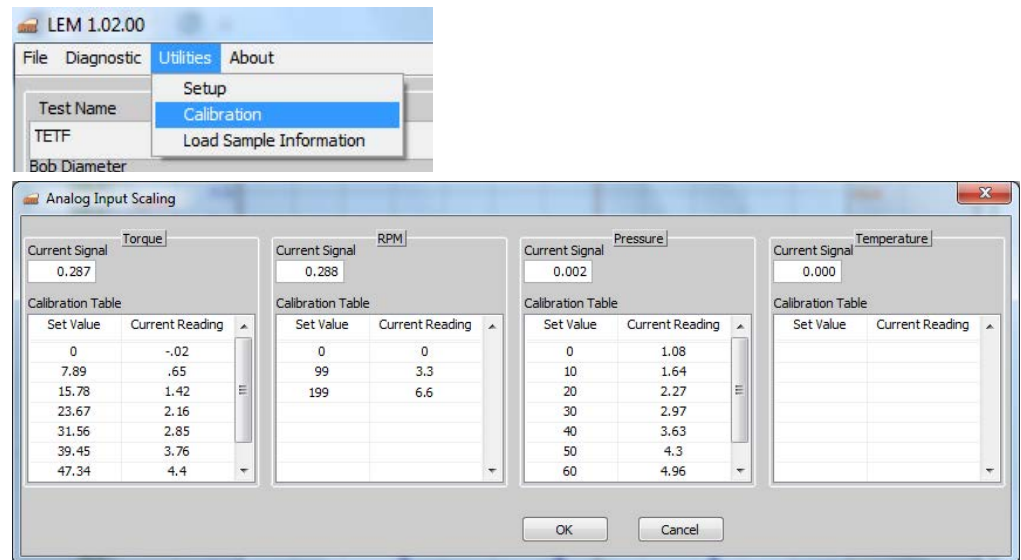 LEM 1.02.00
File Diagnostic Utilities About
Setup
Test Name
Calibration
TETF
Load Sample Information
Bob Diameter
Analog Input Scaling
Torque
Current Signal
0.287
Calibration Table
Set Value Current Reading
0 -.02
7.89 .65
15.78 1.42
23.67 2.16
31.56 2.85
39.45 3.76
47.34 4.4
RPM
Current Signal
0.288
Calibration Table
Set Value Current Reading
0 0
99 3.3
199 6.6
Pressure
Current Signal
0.002
Calibration Table
Set Value Current Reading
0 1.08
10 1.64
20 2.27
30 2.97
40 3.63
50 4.3
60 4.96
Temperature
Current Signal
0.000
Calibration Table
Set Value Current Reading
OK Cancel